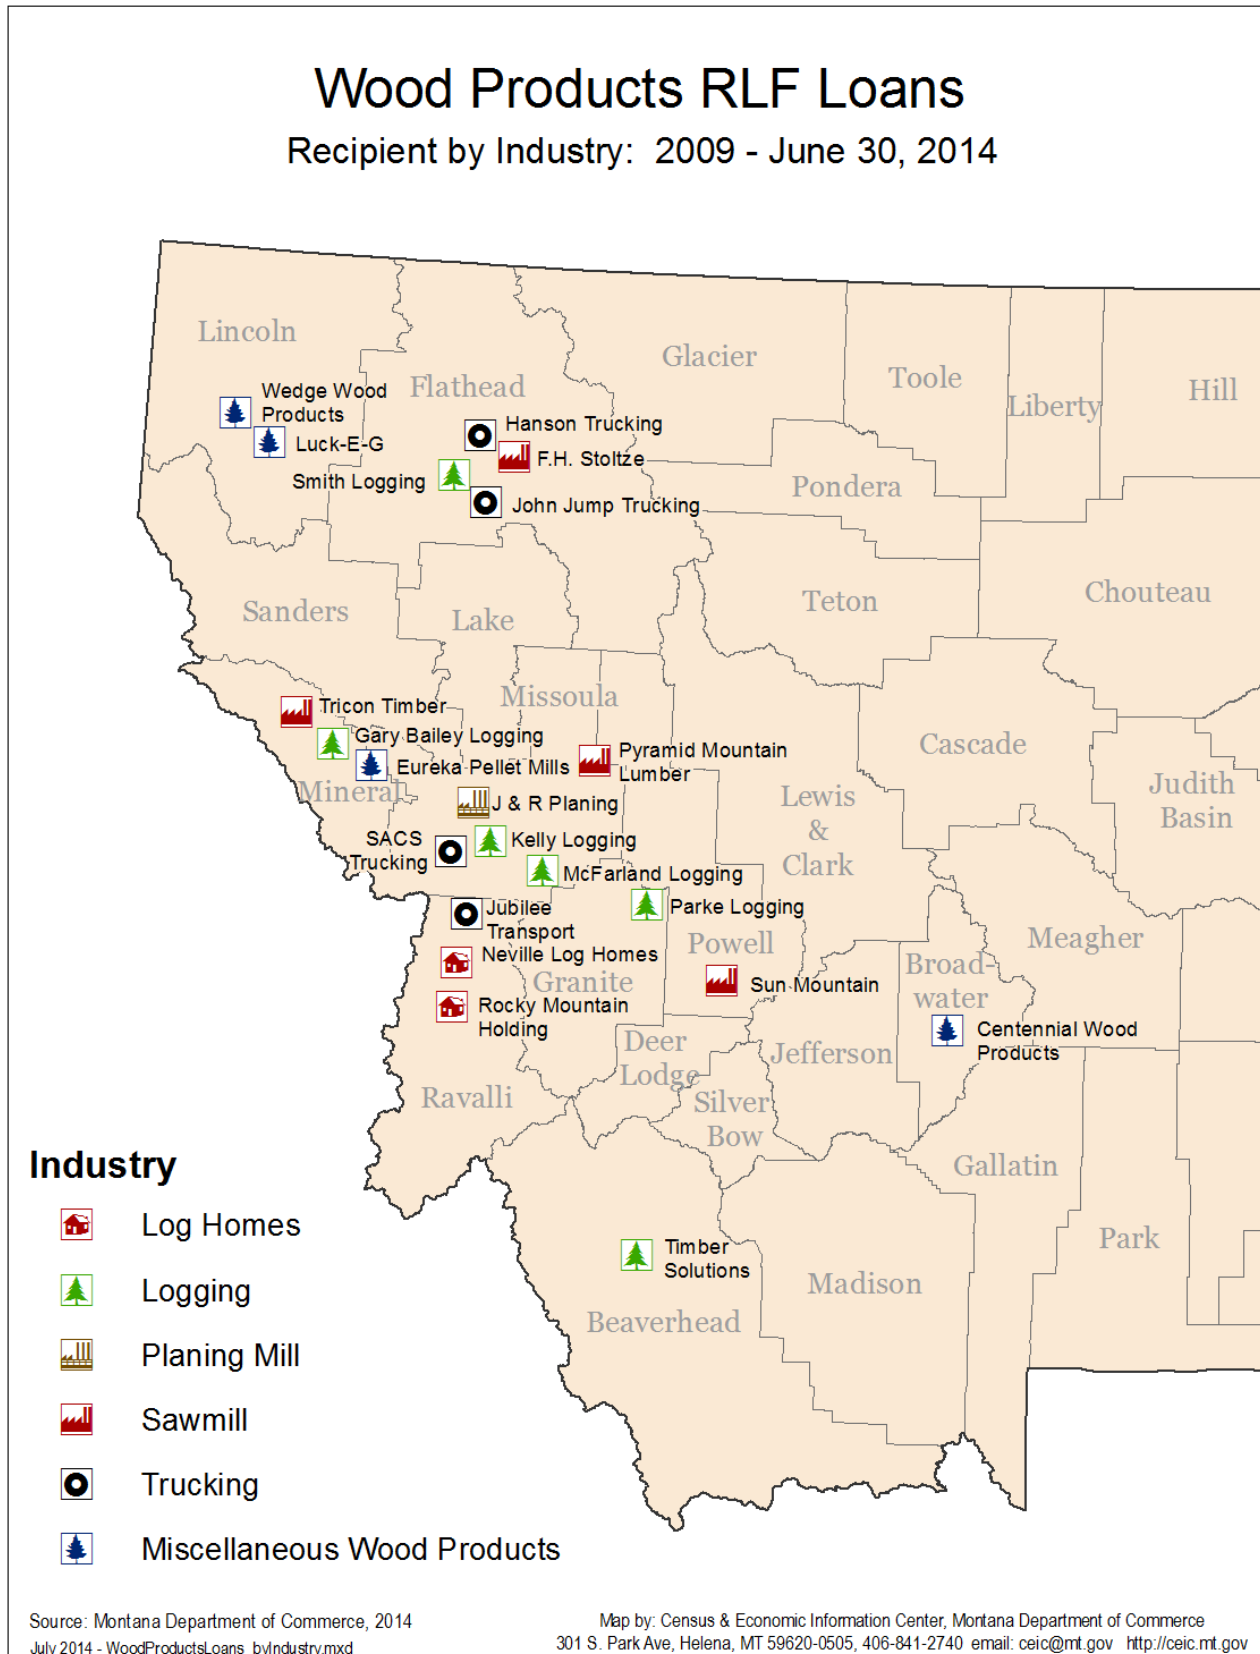 Wood Products RLF Loans
Recipient by Industry:  2009 - June 30, 2014
Lincoln
Glacier
Flathead
Toole
Liberty
Hill
Wedge Wood
Products
Luck-E-G
Hanson Trucking
F.H. Stoltze
Smith Logging
John Jump Trucking
Pondera
Sanders
Lake
Teton
Chouteau
Missoula
Tricon Timber
Gary Bailey Logging
Eureka Pellet Mills
Mineral
Pyramid Mountain
Lumber
Cascade
Judith
Basin
Lewis
&
Clark
J & R Planing
SACS
Trucking
Kelly Logging
McFarland Logging
Parke Logging
Jubilee
Transport
Neville Log Homes
Granite
Powell
Sun Mountain
Broad-
water
Meagher
Rocky Mountain
Holding
Centennial Wood
Products
Deer
Lodge
Jefferson
Ravalli
Silver
Bow
Gallatin
Park
Timber
Solutions
Madison
Beaverhead
Industry
Log Homes
Logging
Planing Mill
Sawmill
Trucking
Miscellaneous Wood Products
Source: Montana Department of Commerce, 2014
July 2014 - WoodProductsLoans_byIndustry.mxd
Map by: Census & Economic Information Center, Montana Department of Commerce
301 S. Park Ave, Helena, MT 59620-0505, 406-841-2740  email: ceic@mt.gov   http://ceic.mt.gov